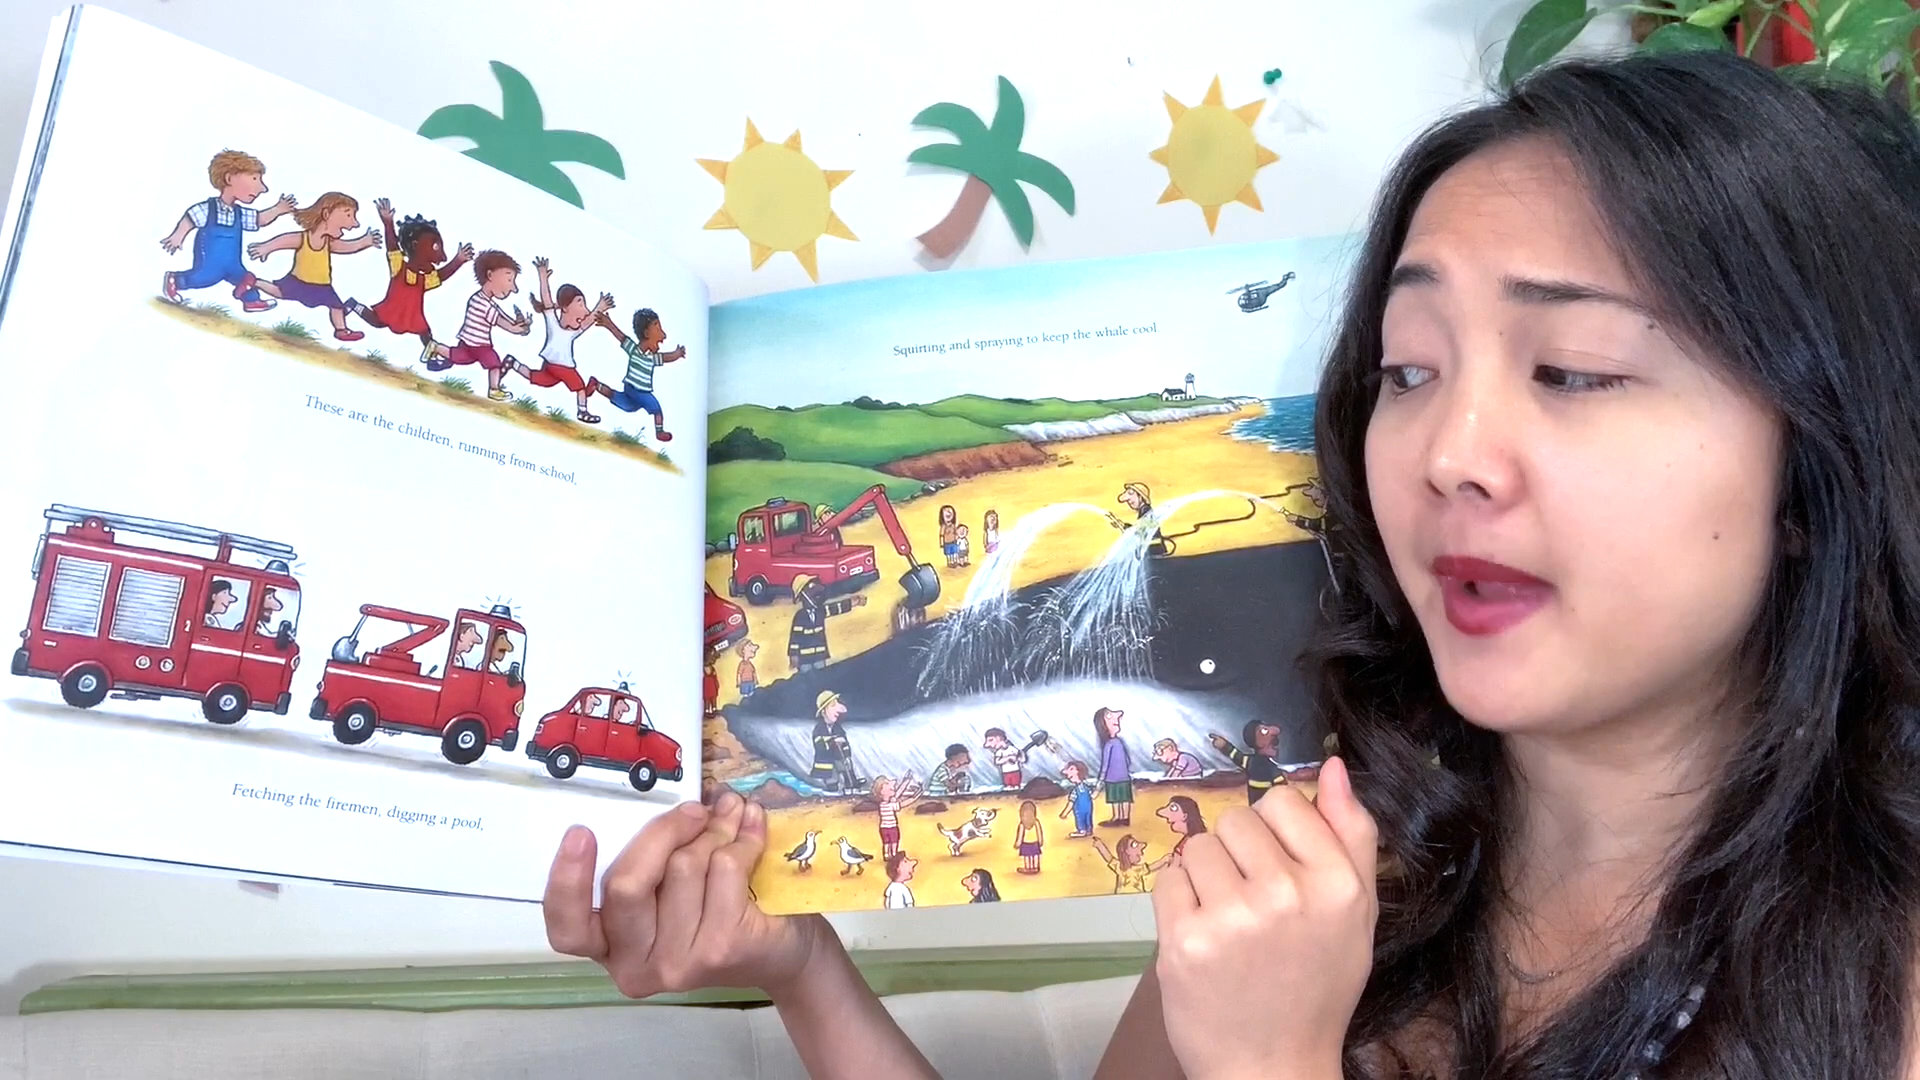 These are the children, running from school,
Fetching the firemen, digging a pool,
Squirting and spraying to keep the whale cool